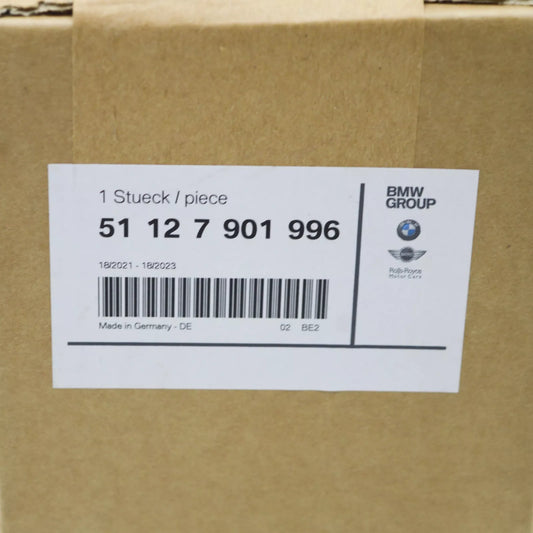 1 Stueck / piece
51 12 7 901 996
18/2021 - 18/2023
Made in Germany - DE 02 BE2
BMW
GROUP
Rolls-Royce
Motor Cars